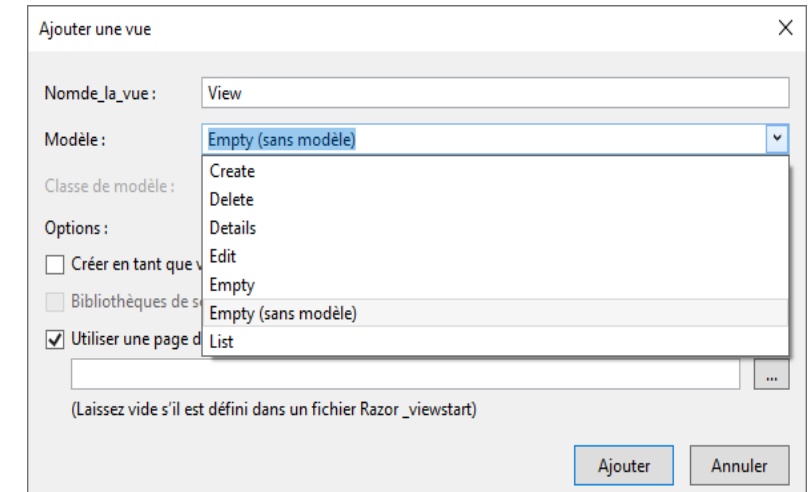 Ajouter une vue
Nomde_la_vue : View
Modèle : Empty (sans modèle)
Create
Classe de modèle :
Delete
Details
Options :
Edit
Créer en tant que v
Empty
Bibliothèques de s
Empty (sans modèle)
Utiliser une page d
List
...
(Laissez vide s'il est défini dans un fichier Razor _viewstart)
Ajouter Annuler